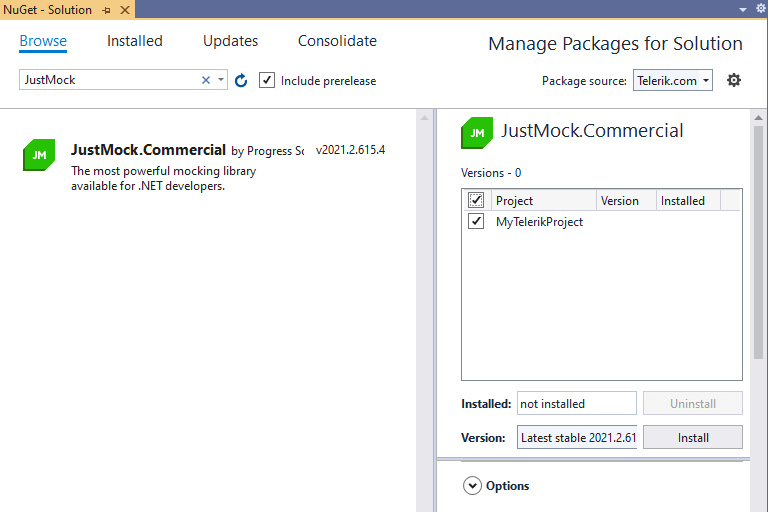 NuGet - Solution
Browse Installed Updates Consolidate
Manage Packages for Solution
JustMock
Include prerelease
Package source: Telerik.com
JM
JustMock.Commercial by Progress Sc v2021.2.615.4
The most powerful mocking library
available for .NET developers.
JM
JustMock.Commercial
Versions - 0
Project Version Installed
MyTelerikProject
Installed: not installed Uninstall
Version: Latest stable 2021.2.61 Install
Options